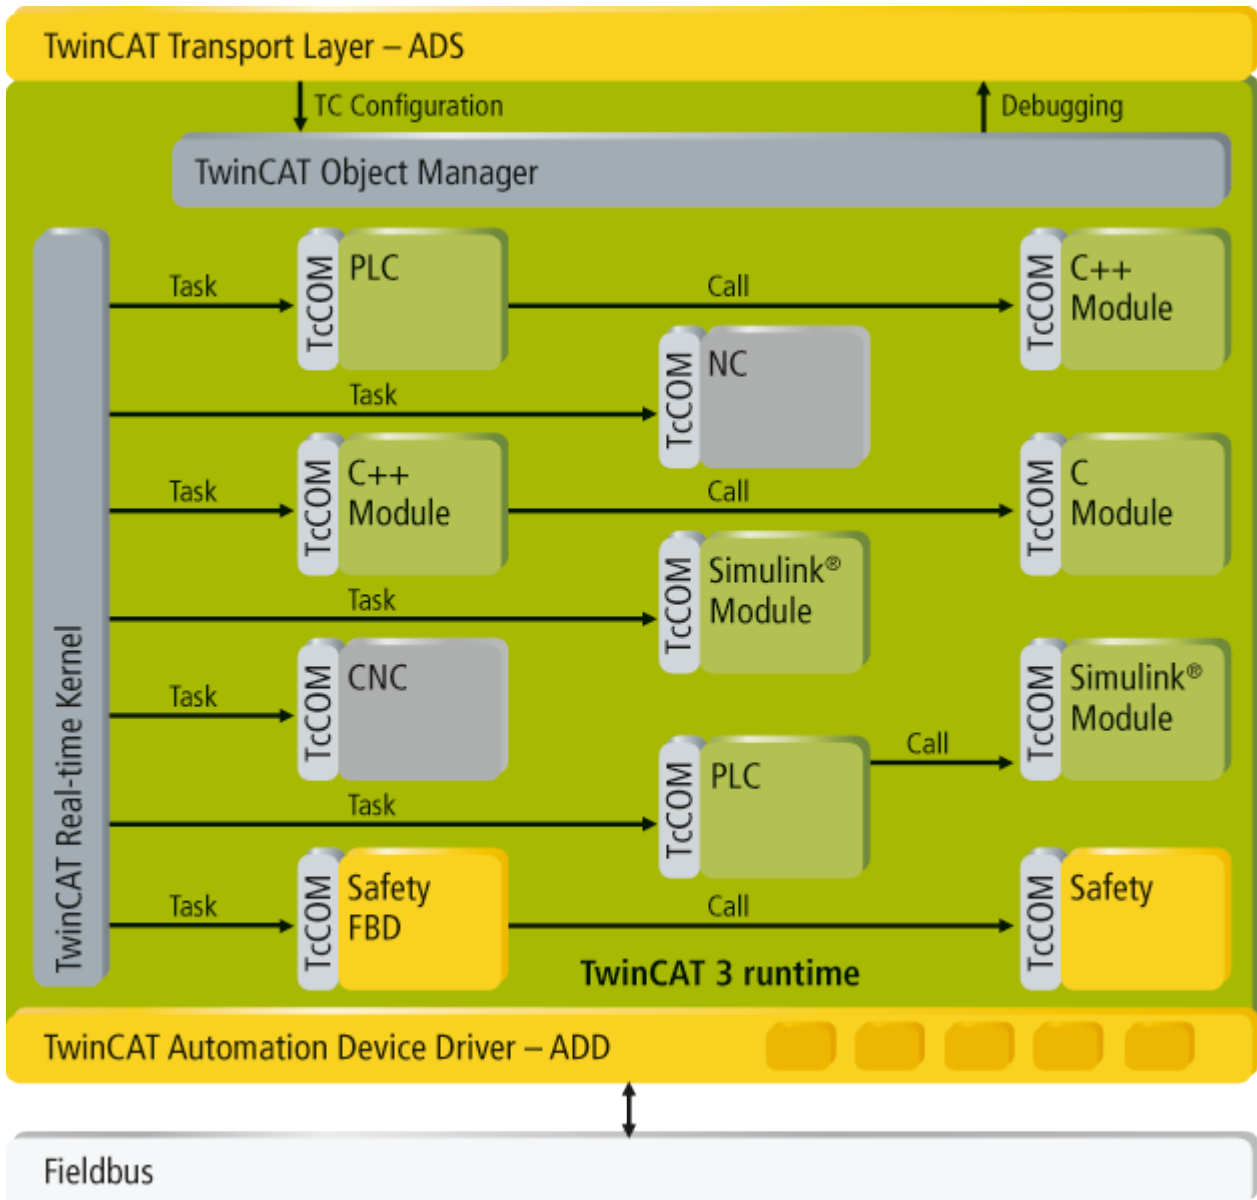 TwinCAT Transport Layer – ADS
TC Configuration
Debugging
TwinCAT Object Manager
TwinCAT Real-time Kernel
Task
TcCOM
PLC
Call
TcCOM
C++
Module
Task
TcCOM
NC
Task
TcCOM
C++
Module
Call
TcCOM
C
Module
Task
TcCOM
Simulink®
Module
Task
TcCOM
CNC
TcCOM
Simulink®
Module
Task
TcCOM
PLC
Call
Task
TcCOM
Safety
FBD
Call
TcCOM
Safety
TwinCAT 3 runtime
TwinCAT Automation Device Driver – ADD
Fieldbus